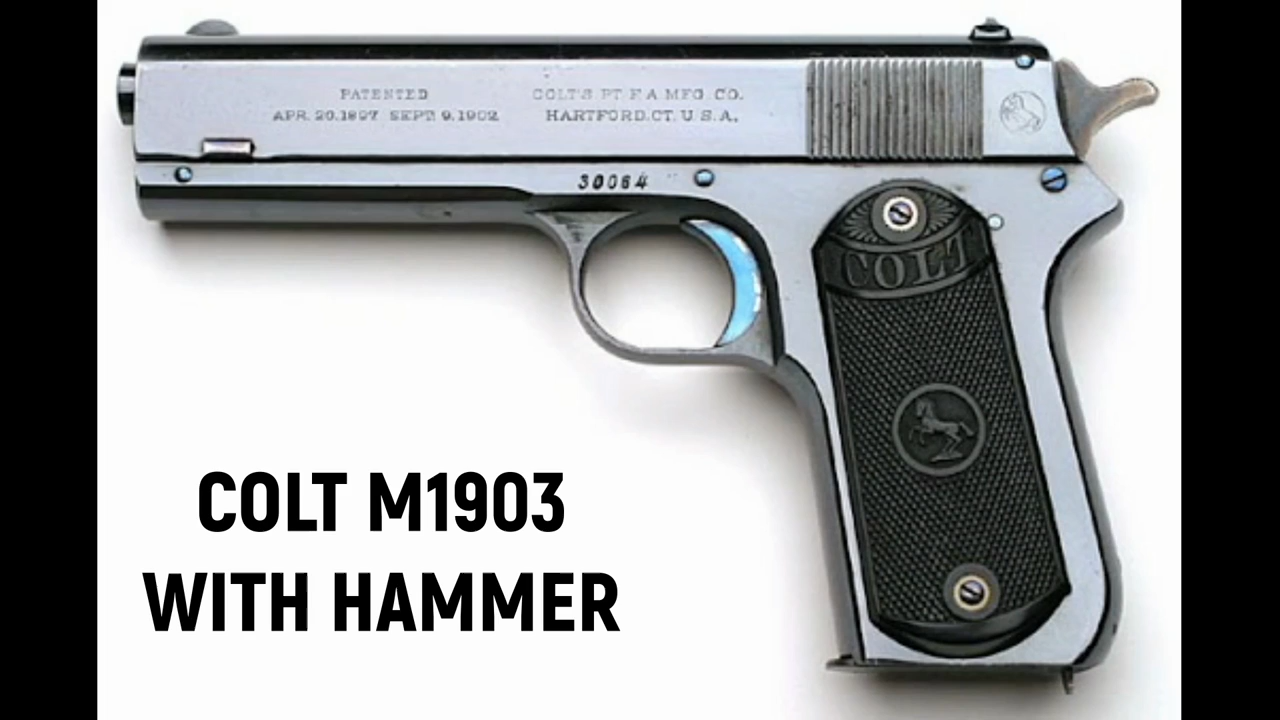 PATENTED
APR. 20.1897 SEPT. 9.1902
COLT'S PT. F. A. MFG. CO.
HARTFORD.CT. U.S.A.
30064
COLT
COLT M1903
WITH HAMMER